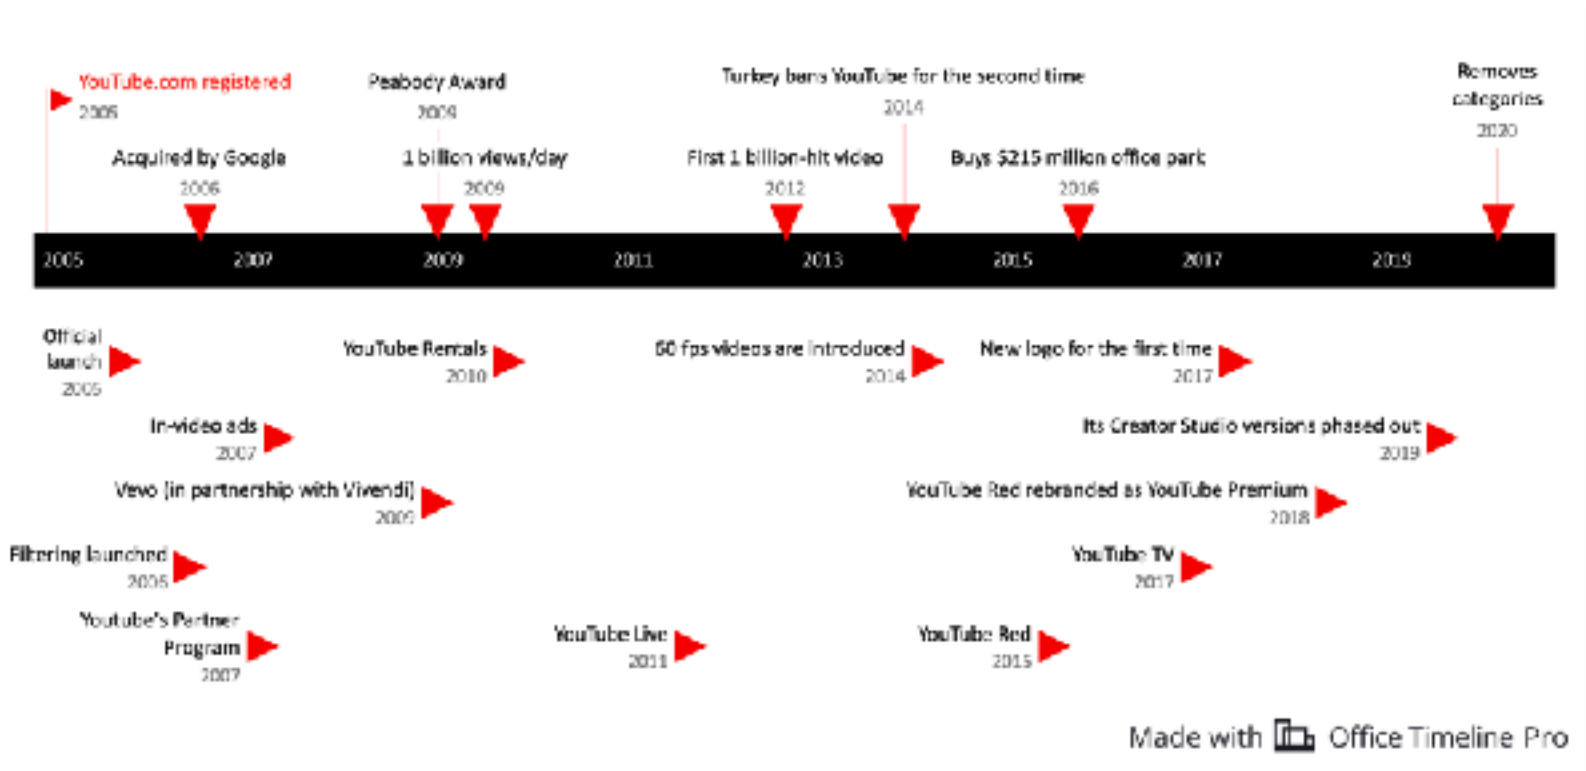 YouTube.com registered
2005
Peabody Award
2009
Turkey bans YouTube for the second time
2014
Removes
categories
2020
Acquired by Google
2006
1 billion views/day
2009
First 1 billion-hit video
2012
Buys $215 million office park
2016
2005 2007 2009 2011 2013 2015 2017 2019
Official
launch
2005
YouTube Rentals
2010
60 fps videos are introduced
2014
New logo for the first time
2017
In-video ads
2007
Its Creator Studio versions phased out
2019
Vevo (in partnership with Vivendi)
2009
YouTube Red rebranded as YouTube Premium
2018
Filtering launched
2006
YouTube TV
2017
Youtube's Partner
Program
2007
YouTube Live
2011
YouTube Red
2015
Made with Office Timeline Pro